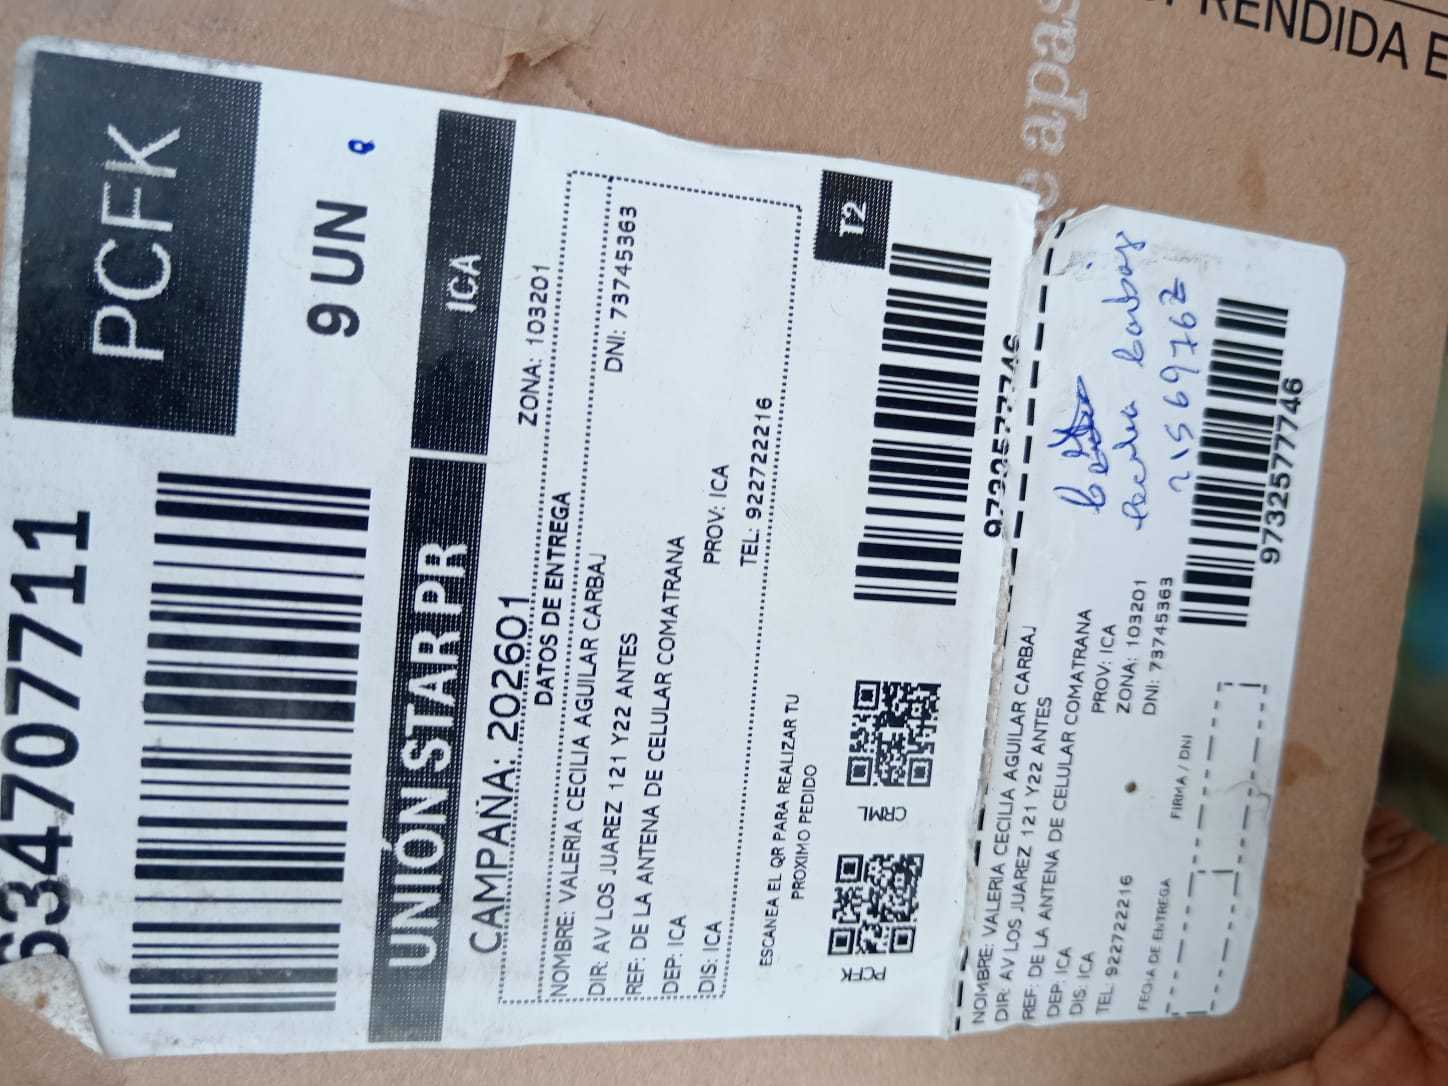 PRENDIDA E
e apas
634707711
PCFK
9 UN
UNIÓN STAR PR
ICA
CAMPAÑA: 202601
ZONA: 103201
DATOS DE ENTREGA
NOMBRE: VALERIA CECILIA AGUILAR CARBAJ
DIR: AV LOS JUAREZ 121 Y22 ANTES
DNI: 73745363
REF: DE LA ANTENA DE CELULAR COMATRANA
DEP: ICA
PROV: ICA
DIS: ICA
TEL: 922722216
ESCANEA EL QR PARA REALIZAR TU
PROXIMO PEDIDO
T2
PCFK
CRML
9732577746
NOMBRE: VALERIA CECILIA AGUILAR CARBAJ
DIR: AV LOS JUAREZ 121 Y22 ANTES
REF: DE LA ANTENA DE CELULAR COMATRANA
DEP: ICA
PROV: ICA
DIS: ICA
ZONA: 103201
TEL: 922722216
DNI: 73745363
FECHA DE ENTREGA
FIRMA / DNI
21569762
973257746